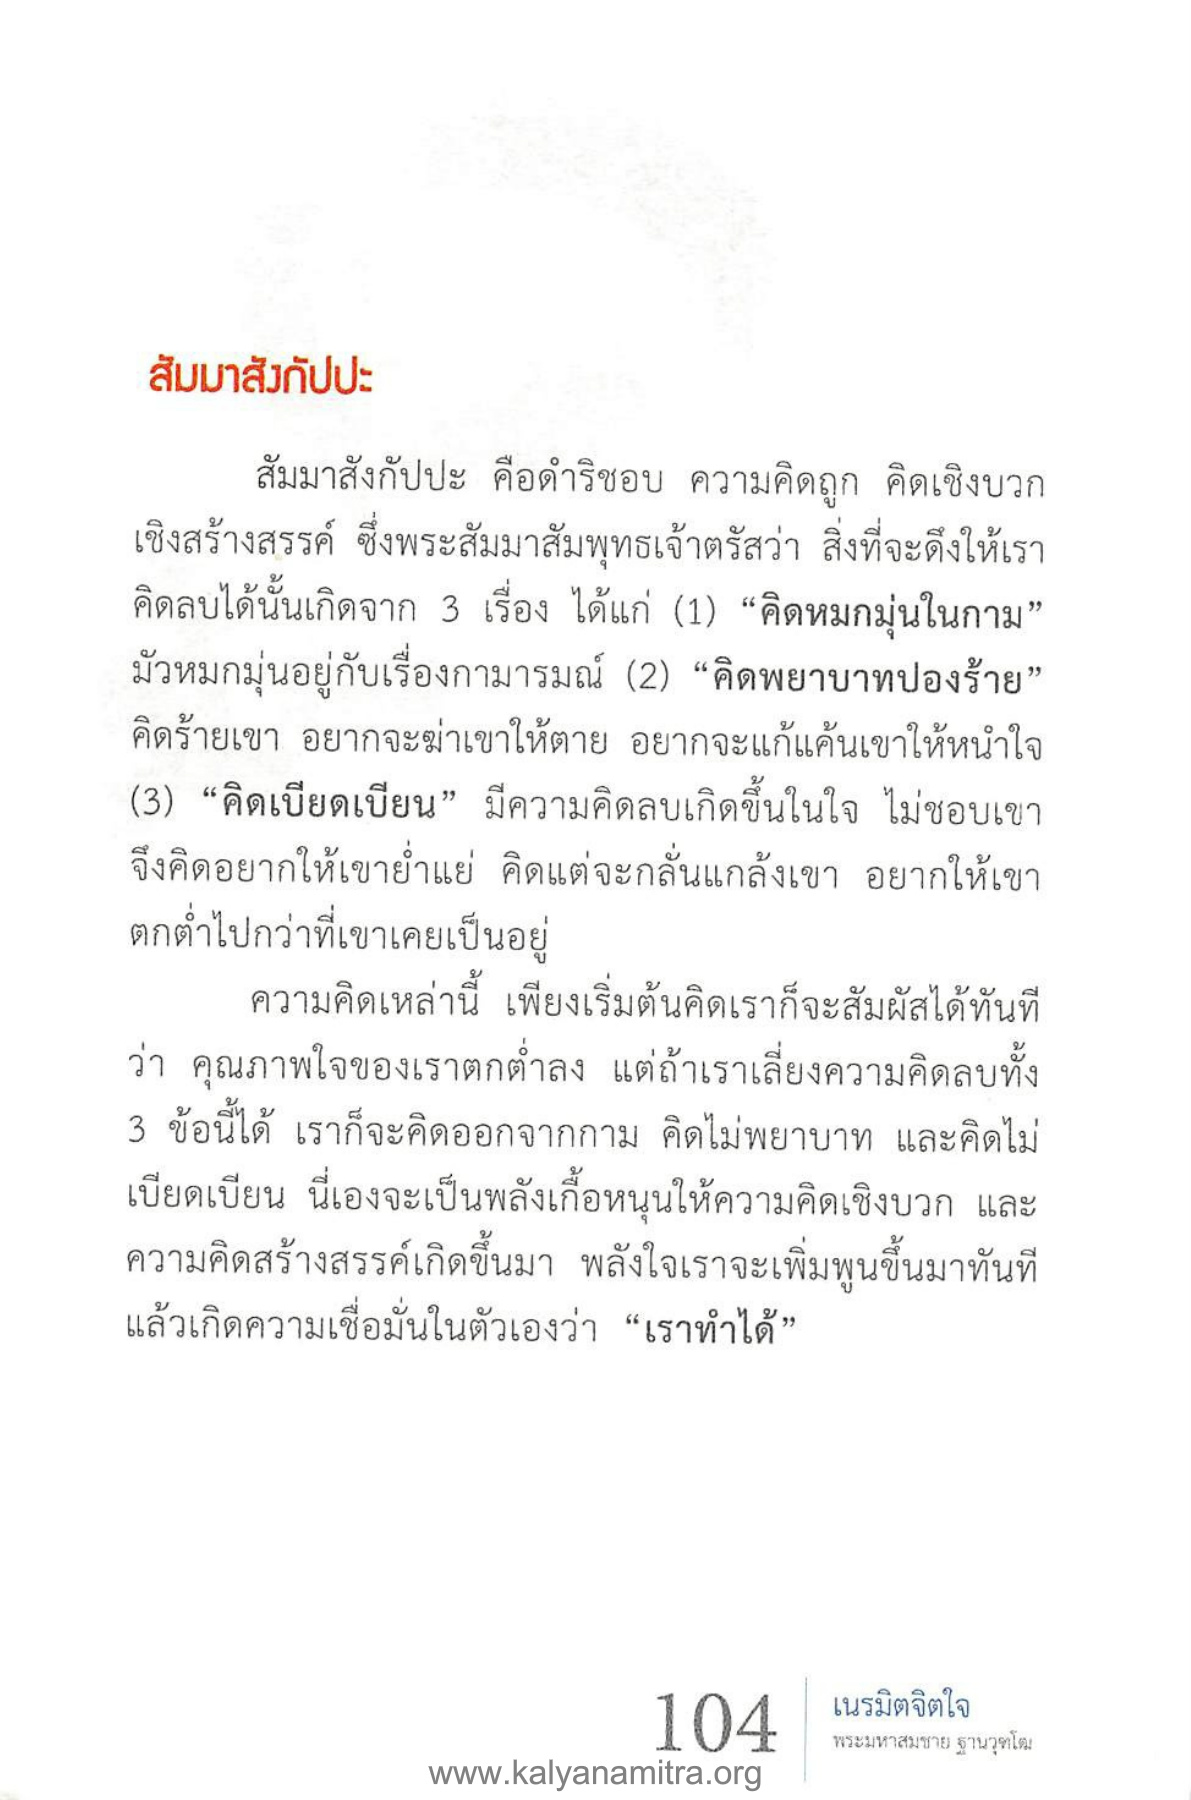 สัมมาสังกัปปะ
สัมมาสังกัปปะ คือดำริชอบ ความคิดถูก คิดเชิงบวก
เชิงสร้างสรรค์ ซึ่งพระสัมมาสัมพุทธเจ้าตรัสว่า สิ่งที่จะดึงให้เรา
คิดลบได้นั้นเกิดจาก 3 เรื่อง ได้แก่ (1) “คิดหมกมุ่นในกาม”
มัวหมกมุ่นอยู่กับเรื่องกามารมณ์ (2) “คิดพยาบาทปองร้าย”
คิดร้ายเขา อยากจะฆ่าเขาให้ตาย อยากจะแก้แค้นเขาให้หนำใจ
(3) “คิดเบียดเบียน” มีความคิดลบเกิดขึ้นในใจ ไม่ชอบเขา
จึงคิดอยากให้เขาย่ำแย่ คิดแต่จะกลั่นแกล้งเขา อยากให้เขา
ตกต่ำไปกว่าที่เขาเคยเป็นอยู่
ความคิดเหล่านี้ เพียงเริ่มต้นคิดเราก็จะสัมผัสได้ทันที
ว่า คุณภาพใจของเราตกต่ำลง แต่ถ้าเราเลี่ยงความคิดลบทั้ง
3 ข้อนี้ได้ เราก็จะคิดออกจากกาม คิดไม่พยาบาท และคิดไม่
เบียดเบียน นี่เองจะเป็นพลังเกื้อหนุนให้ความคิดเชิงบวก และ
ความคิดสร้างสรรค์เกิดขึ้นมา พลังใจเราจะเพิ่มพูนขึ้นมาทันที
แล้วเกิดความเชื่อมั่นในตัวเองว่า “เราทำได้”
104
เนรมิตจิตใจ
พระมหาสมชาย ฐานวุฑฺโฒ
www.kalyanamitra.org